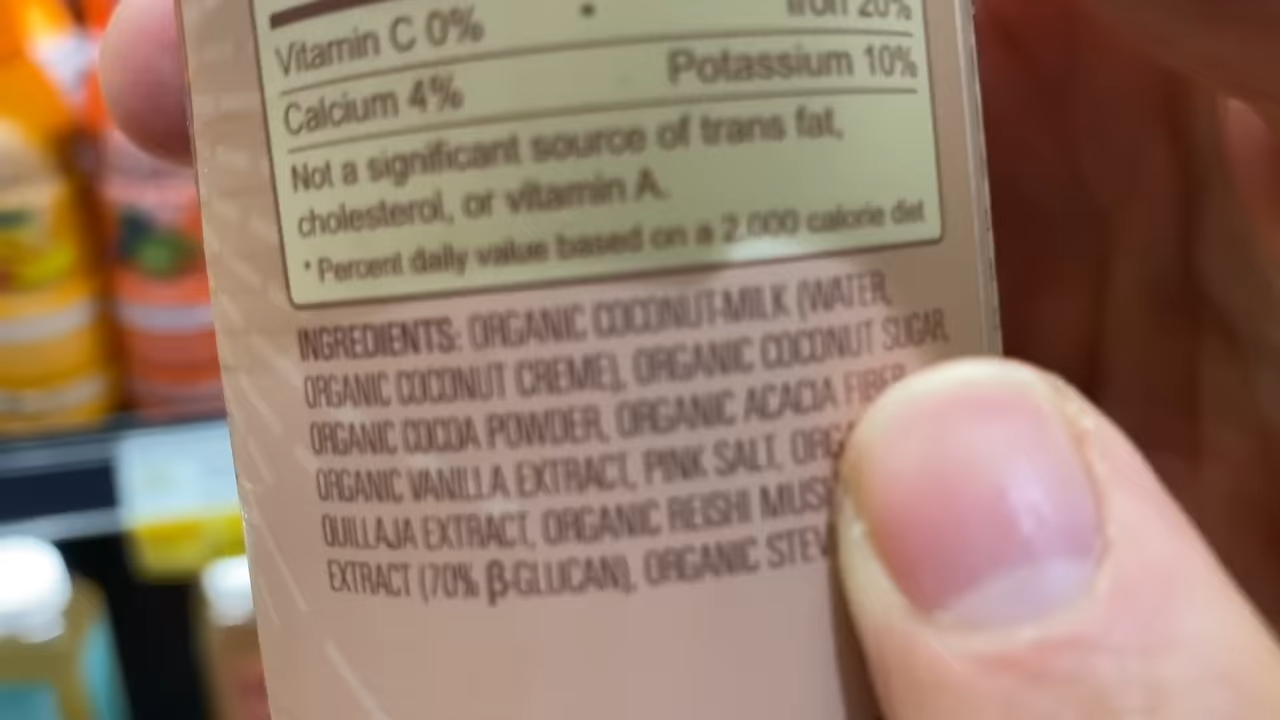 Iron 20%
Vitamin C 0% •
Potassium 10%
Calcium 4%
Not a significant source of trans fat,
cholesterol, or vitamin A.
* Percent daily value based on a 2,000 calorie diet
INGREDIENTS: ORGANIC COCONUT-MILK (WATER,
ORGANIC COCONUT CREME), ORGANIC COCONUT SUGAR,
ORGANIC COCOA POWDER, ORGANIC ACACIA FIBER,
ORGANIC VANILLA EXTRACT, PINK SALT,
QUILLAJA EXTRACT, ORGANIC REISHI
EXTRACT (70% β-GLUCAN), ORGANIC